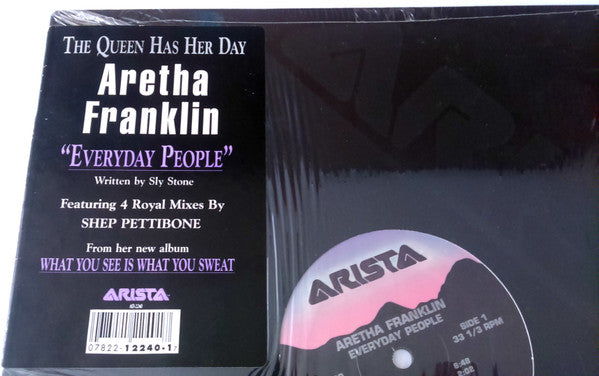 The Queen Has Her Day
Aretha
Franklin
“Everyday People”
Written by Sly Stone
Featuring 4 Royal Mixes By
SHEP PETTIBONE
From her new album
WHAT YOU SEE IS WHAT YOU SWEAT
ARISTA
07822-12240-1
ARISTA
ARETHA FRANKLIN
EVERYDAY PEOPLE
SIDE 1
33 1/3 RPM